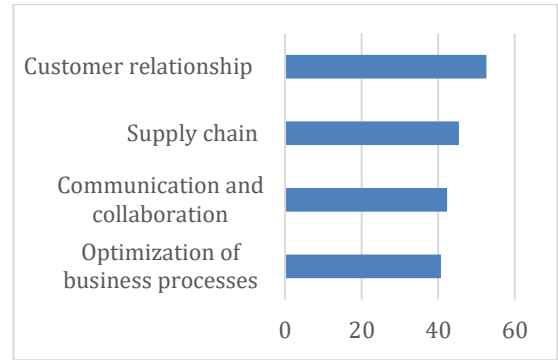 Customer relationship
Supply chain
Communication and
collaboration
Optimization of
business processes
0 20 40 60